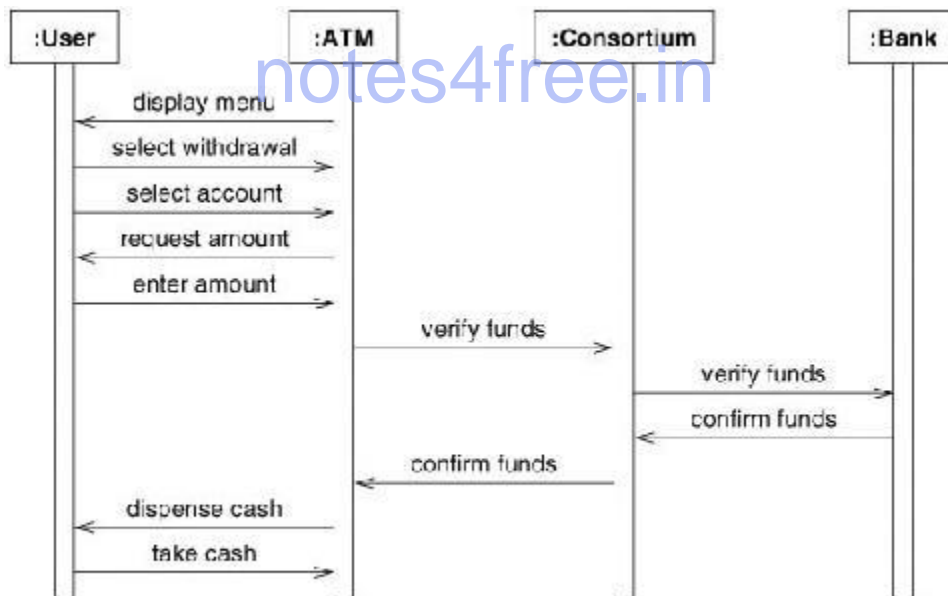 :User
:ATM
:Consortium
:Bank
notes4free.in
display menu
select withdrawal
select account
request amount
enter amount
verify funds
verify funds
confirm funds
confirm funds
dispense cash
take cash